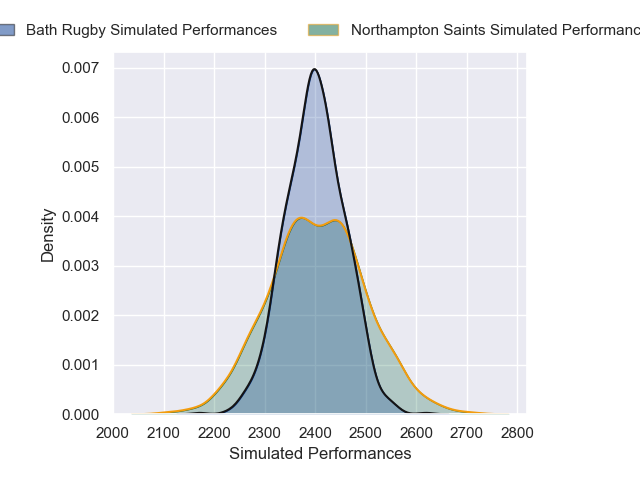 Bath Rugby Simulated Performances
Northampton Saints Simulated
0.007
0.006
0.005
0.004
0.003
0.002
0.001
0.000
Density
2000 2100 2200 2300 2400 2500 2600 2700 2800
Simulated Performances